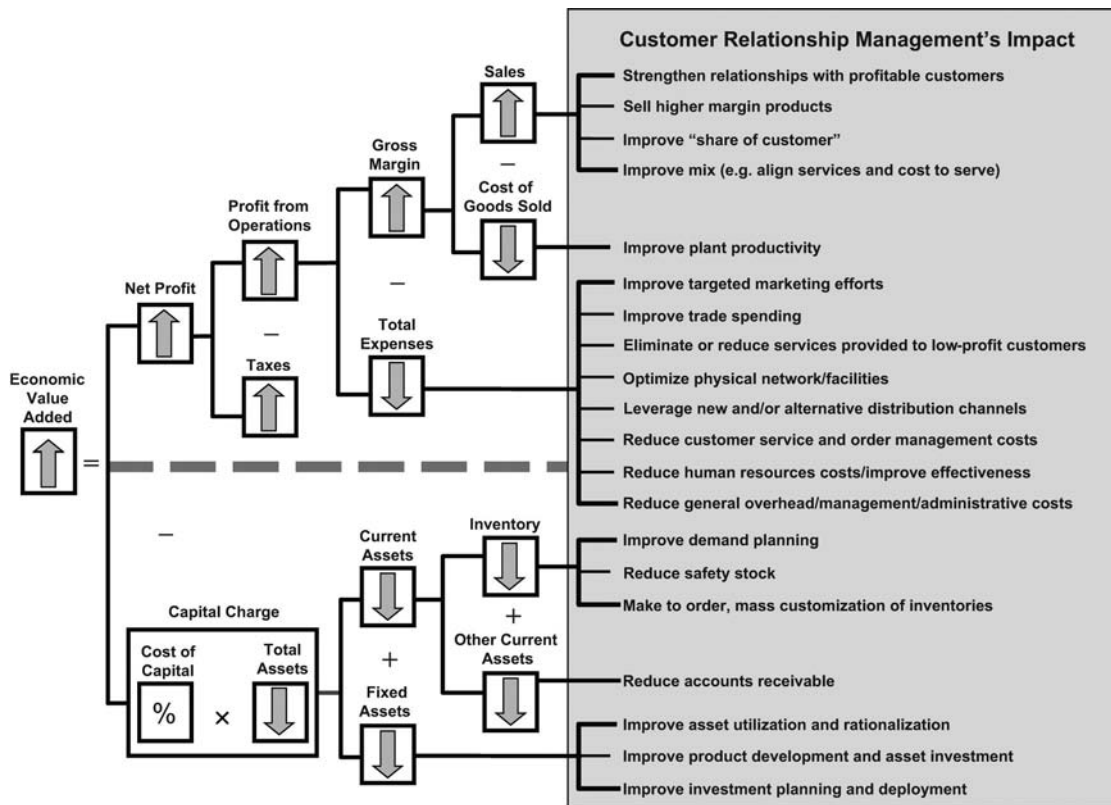 Customer Relationship Management's Impact
Sales
Strengthen relationships with profitable customers
Sell higher margin products
Improve “share of customer”
Improve mix (e.g. align services and cost to serve)
–
Gross
Margin
Cost of
Goods Sold
Improve plant productivity
Profit from
Operations
–
Net Profit
Total
Expenses
Improve targeted marketing efforts
Improve trade spending
Eliminate or reduce services provided to low-profit customers
Optimize physical network/facilities
Leverage new and/or alternative distribution channels
Reduce customer service and order management costs
Reduce human resources costs/improve effectiveness
Reduce general overhead/management/administrative costs
–
Taxes
Economic
Value
Added
=
–
Capital Charge
Cost of
Capital
%
×
Total
Assets
Current
Assets
+
Fixed
Assets
Inventory
Improve demand planning
Reduce safety stock
Make to order, mass customization of inventories
+
Other Current
Assets
Reduce accounts receivable
Improve asset utilization and rationalization
Improve product development and asset investment
Improve investment planning and deployment